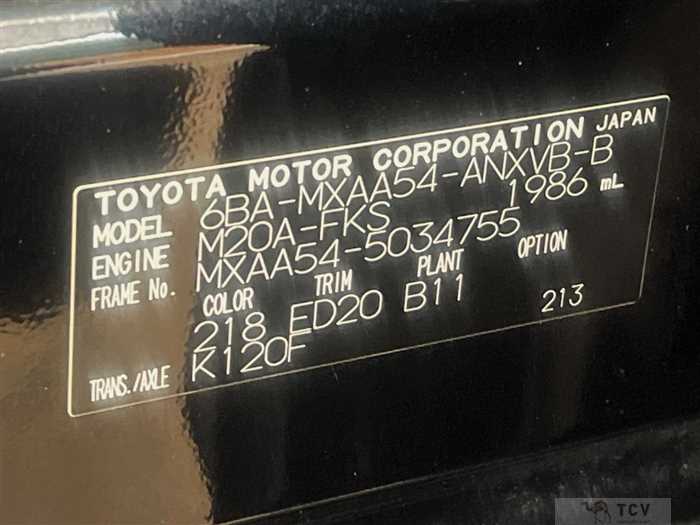 TOYOTA MOTOR CORPORATION JAPAN
MODEL 6BA-MXAA54-ANXVB-B
ENGINE M20A-FKS 1986 mL
FRAME No. MXAA54-5034755
COLOR TRIM PLANT OPTION
218 ED20 B11 213
TRANS./AXLE K120F
TCV